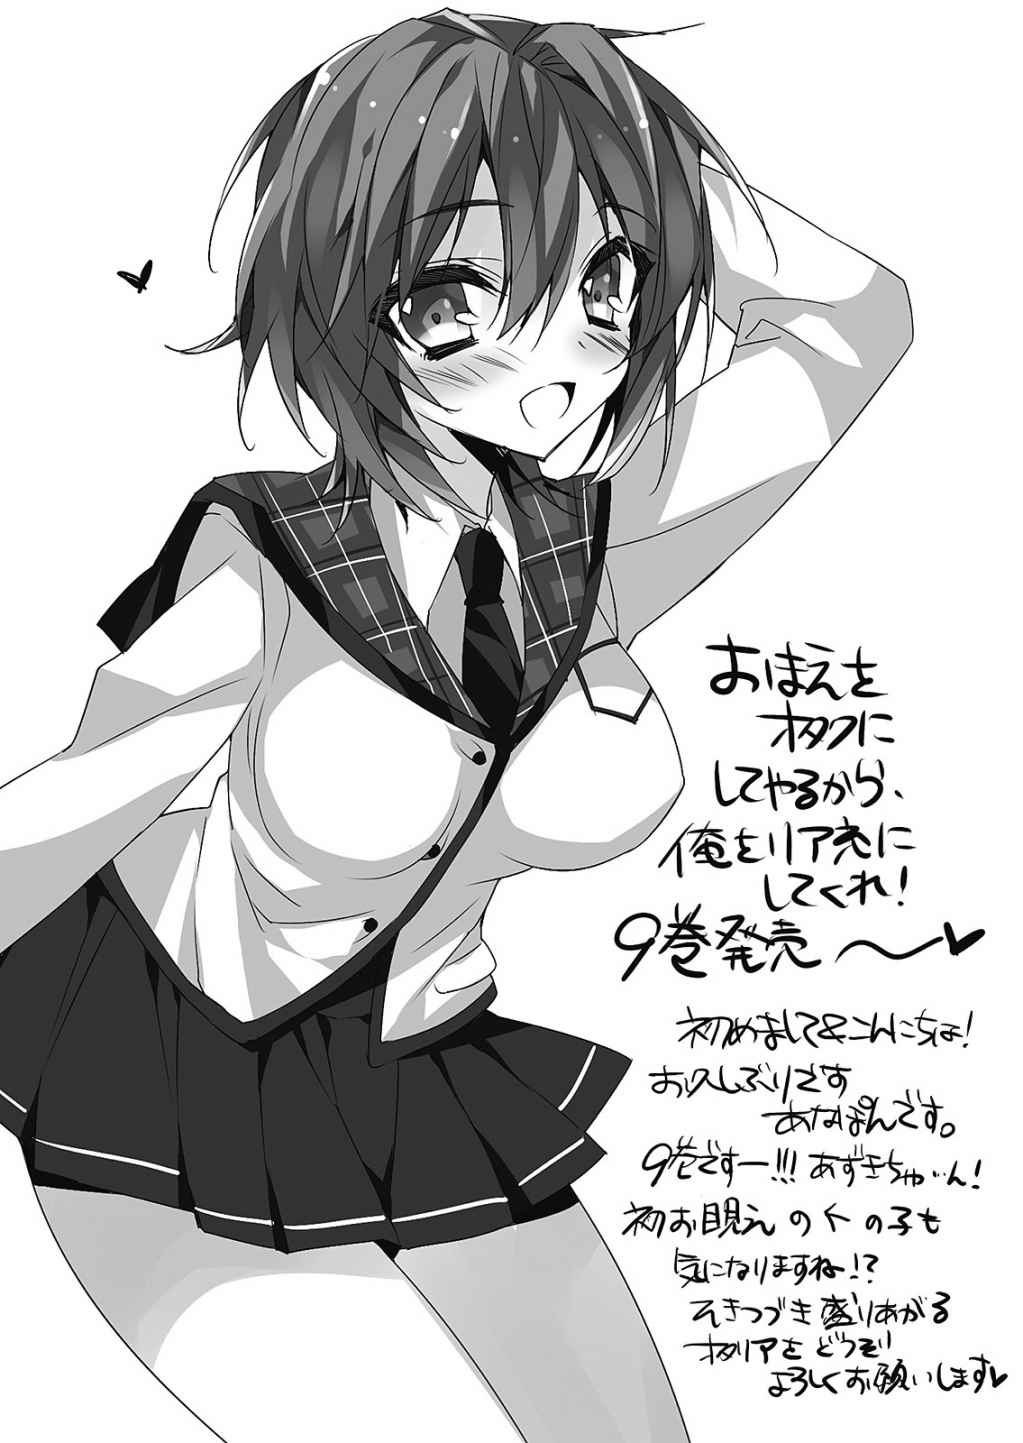 おはえを
オタクに
してやるから、
俺をリア充に
してくれ!
9巻発売〜♥
初めまして&こんにちは!
お久しぶりです
あなぽんです。
9巻ですー!!! あずきちゃーん!
初お目見えの の子も
気になりますね!?
ひきつづき盛りあがる
オタリアをどうぞ
よろしくお願いします♥